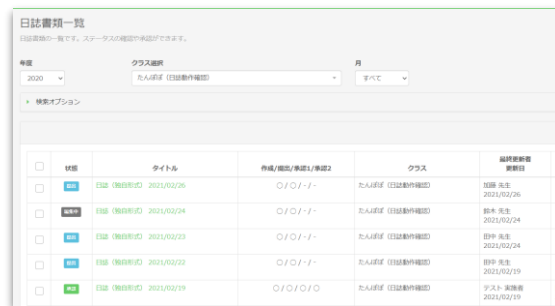 日誌書類一覧
日誌書類の一覧です。ステータスの確認や承認ができます。
年度 クラス選択 月
2020 たんぽぽ（日誌動作確認） すべて
検索オプション
状態 タイトル 作成/提出/承認1/承認2 クラス 最終更新者 更新日
提出 日誌（独自形式） 2021/02/26 〇/〇/-/- たんぽぽ（日誌動作確認） 加藤 先生 2021/02/26
編集中 日誌（独自形式） 2021/02/24 〇/〇/-/- たんぽぽ（日誌動作確認） 鈴木 先生 2021/02/24
提出 日誌（独自形式） 2021/02/23 〇/〇/-/- たんぽぽ（日誌動作確認） 田中 先生 2021/02/24
提出 日誌（独自形式） 2021/02/22 〇/〇/-/- たんぽぽ（日誌動作確認） 田中 先生 2021/02/19
承認 日誌（独自形式） 2021/02/19 〇/〇/〇/〇 たんぽぽ（日誌動作確認） テスト 実施者 2021/02/19